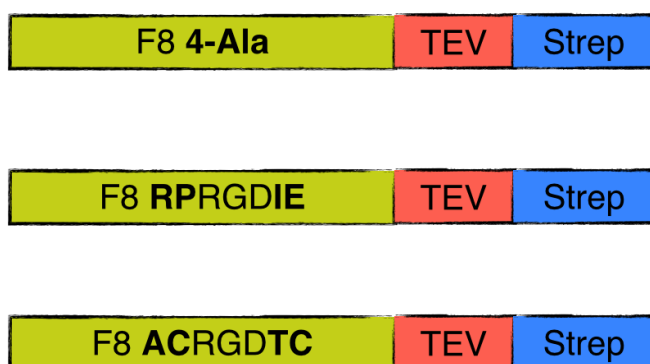 F8 4-Ala TEV Strep
F8 RPRGDIE TEV Strep
F8 ACRGDTC TEV Strep